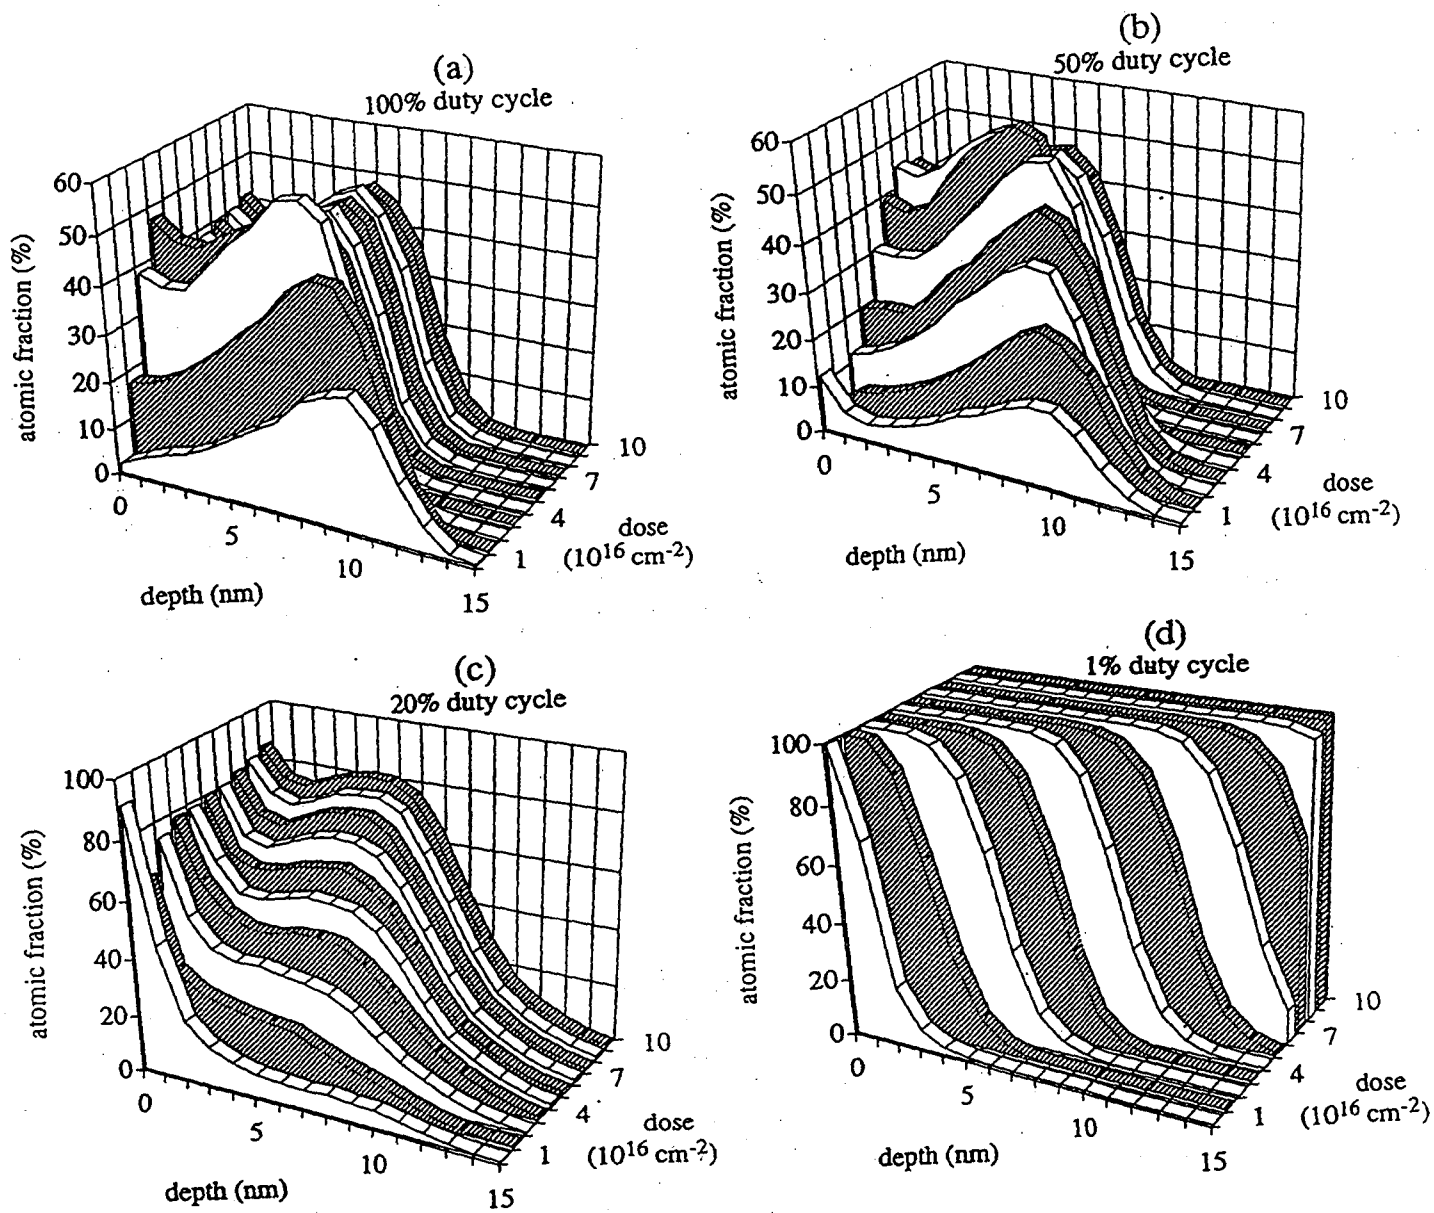 (a)
100% duty cycle
60
50
40
30
20
10
0
atomic fraction (%)
0
5
10
15
depth (nm)
1
4
7
10
dose
(10¹⁶ cm⁻²)
(b)
50% duty cycle
60
50
40
30
20
10
0
atomic fraction (%)
0
5
10
15
depth (nm)
1
4
7
10
dose
(10¹⁶ cm⁻²)
(c)
20% duty cycle
100
80
60
40
20
0
atomic fraction (%)
0
5
10
15
depth (nm)
1
4
7
10
dose
(10¹⁶ cm⁻²)
(d)
1% duty cycle
100
80
60
40
20
0
atomic fraction (%)
0
5
10
15
depth (nm)
1
4
7
10
dose
(10¹⁶ cm⁻²)